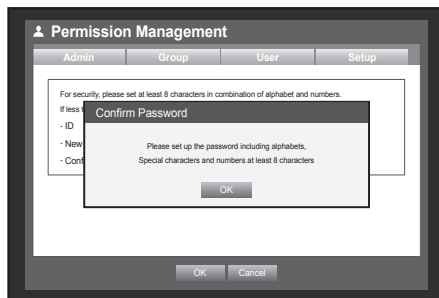 Permission Management
Admin Group User Setup
For security, please set at least 8 characters in combination of alphabet and numbers.
If less
Confirm Password
· ID
· New
· Conf
Please set up the password including alphabets,
Special characters and numbers at least 8 characters
OK
OK Cancel